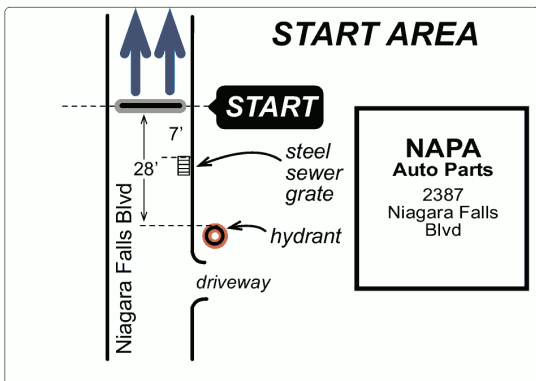 START AREA
START
7'
28'
steel
sewer
grate
hydrant
driveway
Niagara Falls Blvd
NAPA
Auto Parts
2387
Niagara Falls
Blvd